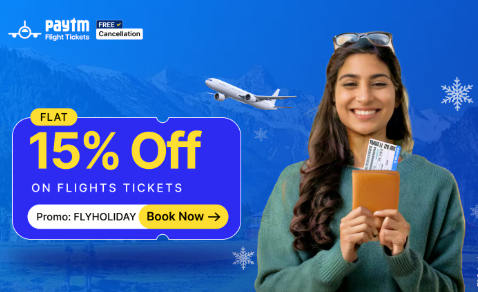 paytm
Flight Tickets
FREE
Cancellation
FLAT
15% Off
ON FLIGHTS TICKETS
Promo: FLYHOLIDAY
Book Now →